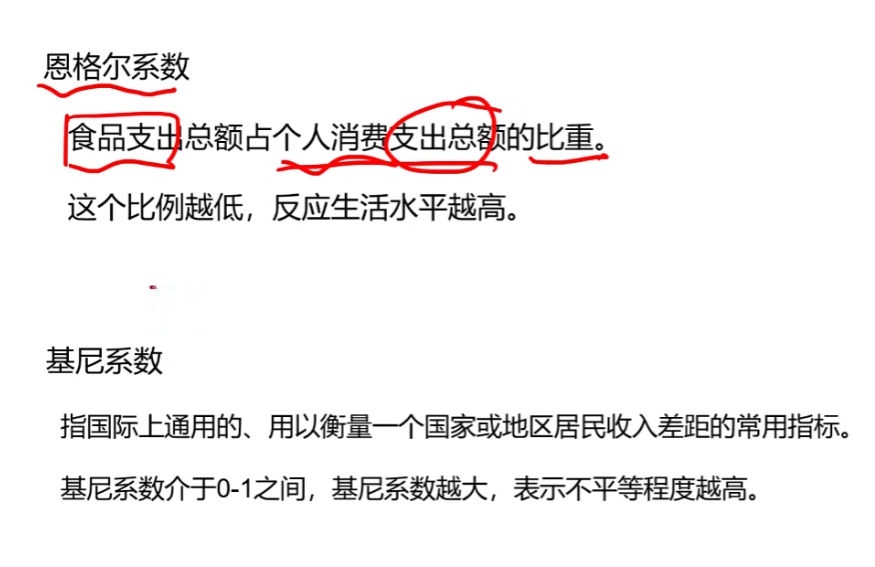 恩格尔系数
食品支出总额占个人消费支出总额的比重。
这个比例越低，反应生活水平越高。
基尼系数
指国际上通用的、用以衡量一个国家或地区居民收入差距的常用指标。
基尼系数介于0-1之间，基尼系数越大，表示不平等程度越高。